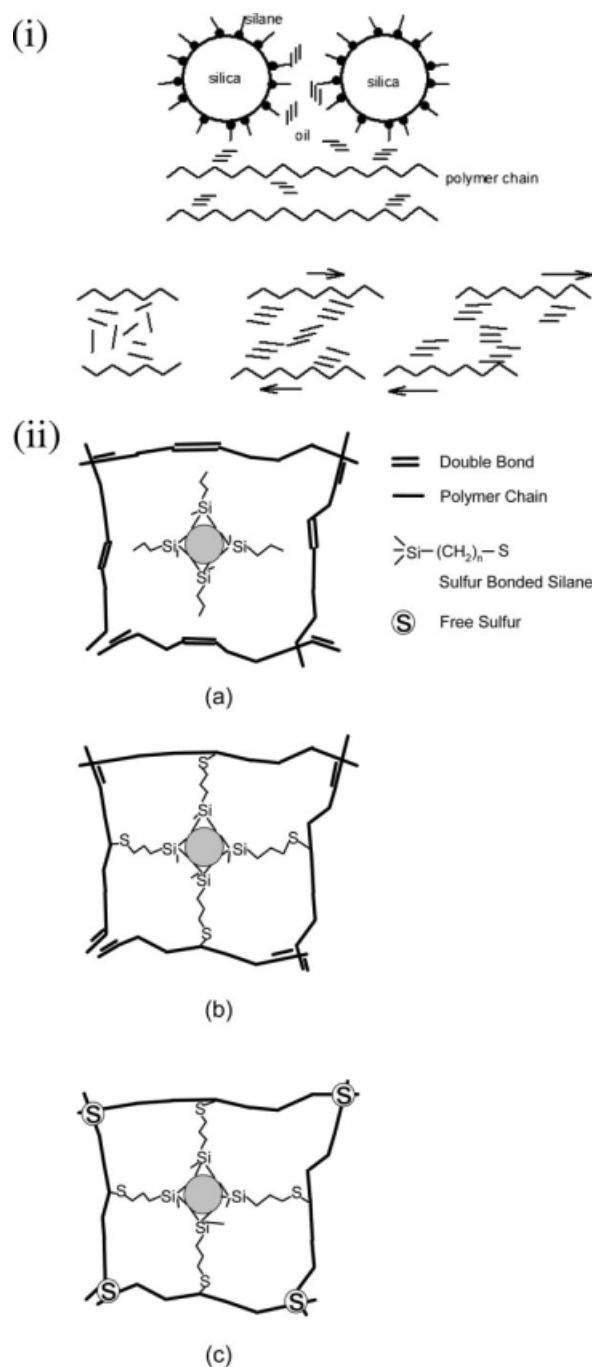 (i)
silane
silica
silica
oil
polymer chain
(ii)
Si
Si
Si
Si
Double Bond
Polymer Chain
Si—(CH2)n—S
Sulfur Bonded Silane
S Free Sulfur
(a)
S
Si
S
Si
Si
S
Si
S
(b)
S
S
S
Si
S
Si
Si
S
Si
S
S
S
(c)